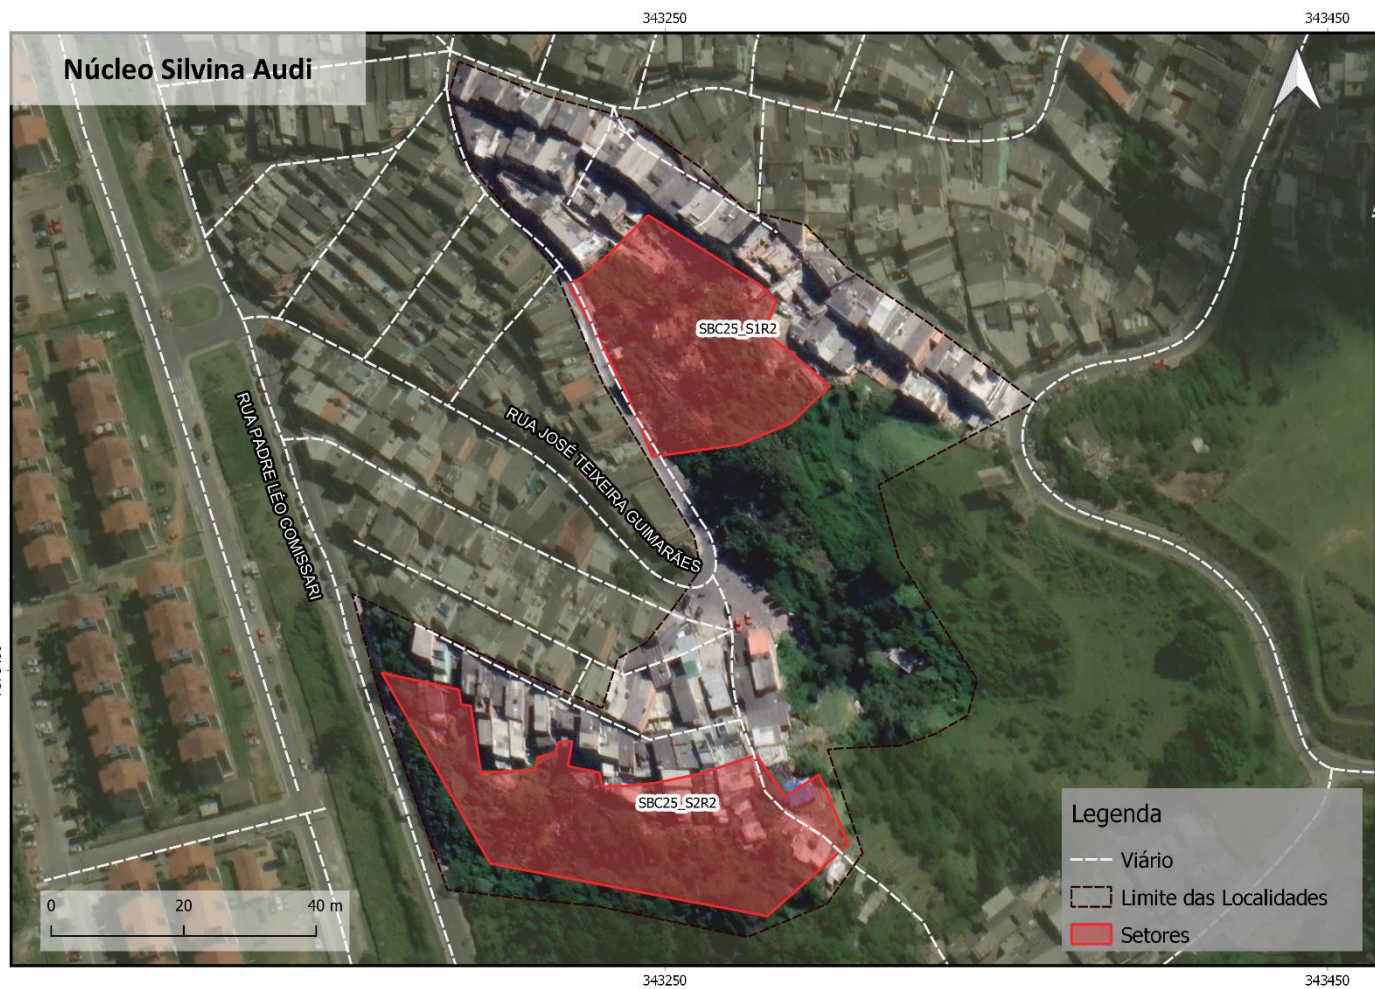 343250
343450
Núcleo Silvina Audi
SBC25_S1R2
RUA JOSÉ TEIXEIRA GUIMARÃES
RUA PADRE LÉO COMISSARI
SBC25_S2R2
Legenda
Viário
Limite das Localidades
Setores
0 20 40 m
343250
343450